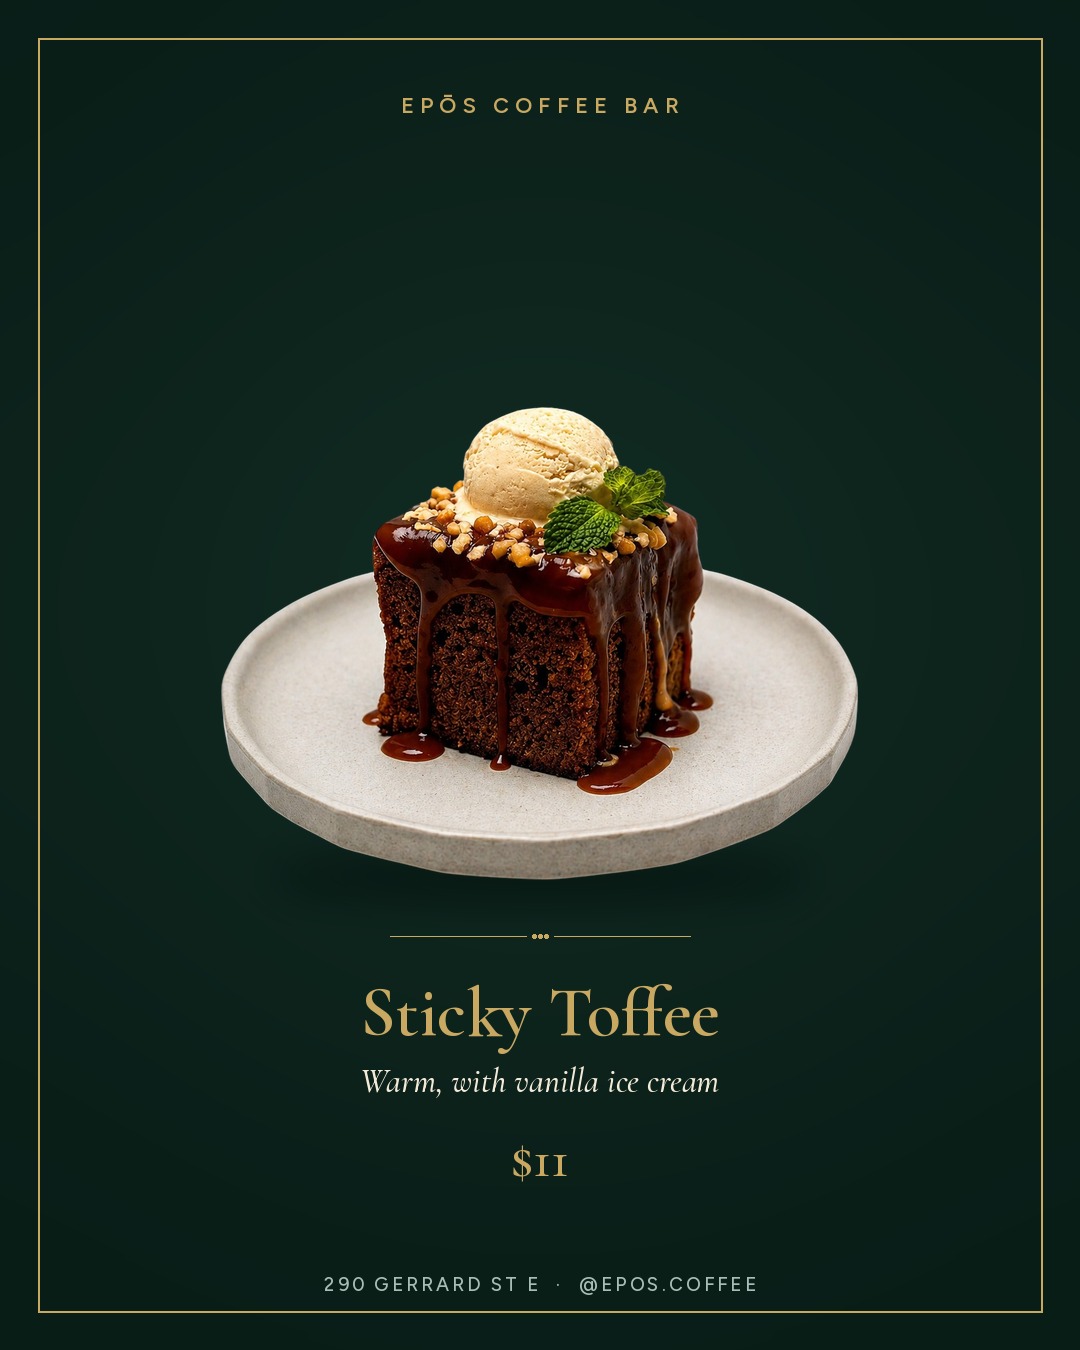 EPŌS COFFEE BAR
Sticky Toffee
Warm, with vanilla ice cream
$11
290 GERRARD ST E · @EPOS.COFFEE